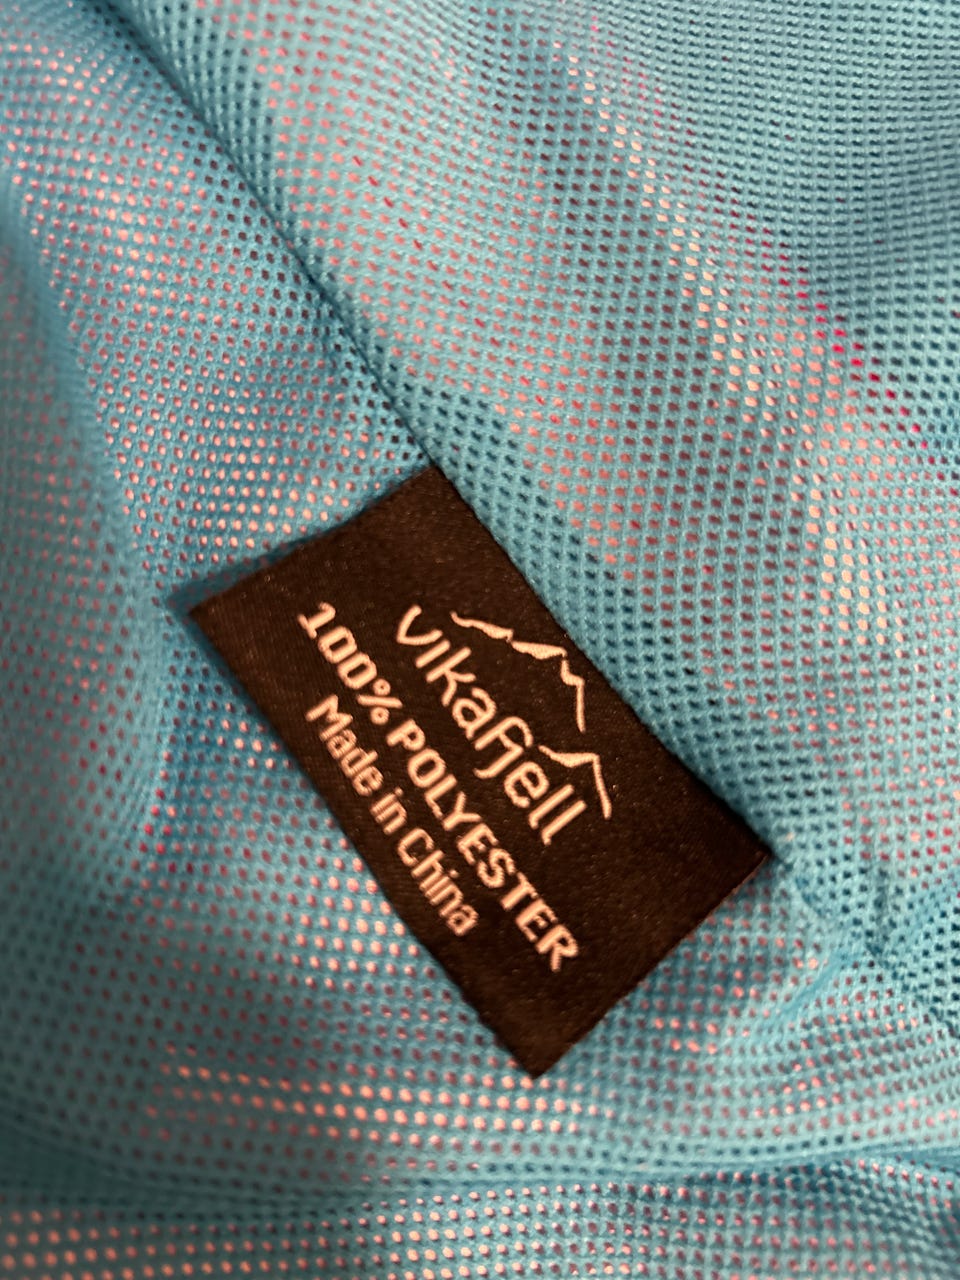 vikafjell
100% POLYESTER
Made in China